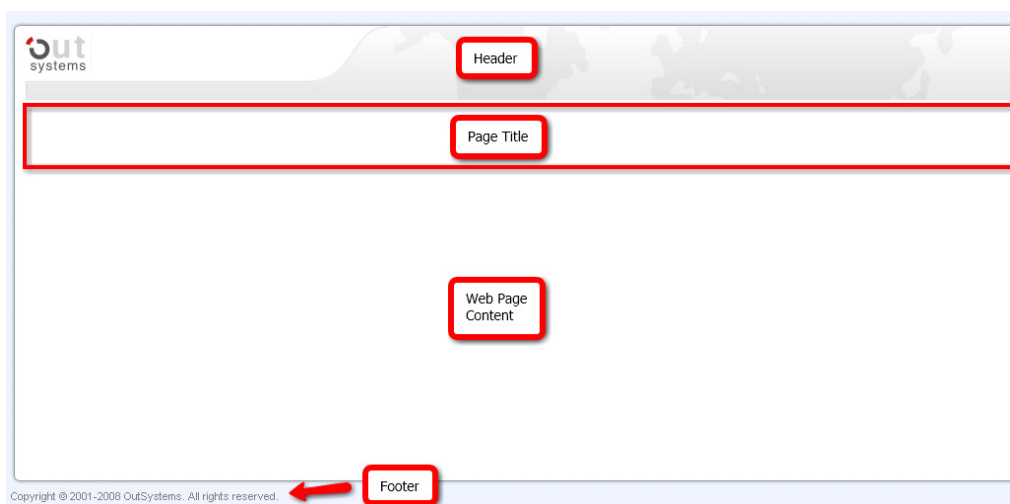 Out
systems
Header
Page Title
Web Page
Content
Footer
Copyright © 2001-2008 OutSystems. All rights reserved.